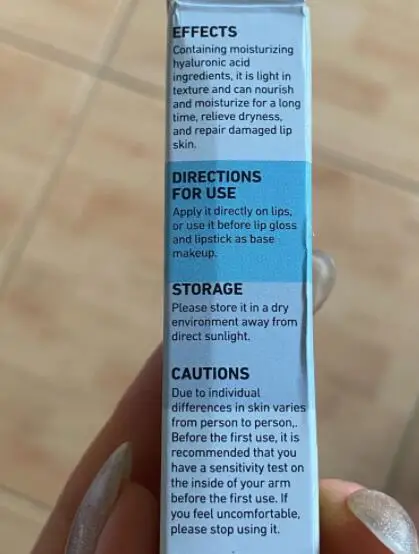 EFFECTS
Containing moisturizing
hyaluronic acid
ingredients, it is light in
texture and can nourish
and moisturize for a long
time, relieve dryness,
and repair damaged lip
skin.
DIRECTIONS
FOR USE
Apply it directly on lips,
or use it before lip gloss
and lipstick as base
makeup.
STORAGE
Please store it in a dry
environment away from
direct sunlight.
CAUTIONS
Due to individual
differences in skin varies
from person to person,.
Before the first use, it is
recommended that you
have a sensitivity test on
the inside of your arm
before the first use. If
you feel uncomfortable,
please stop using it.